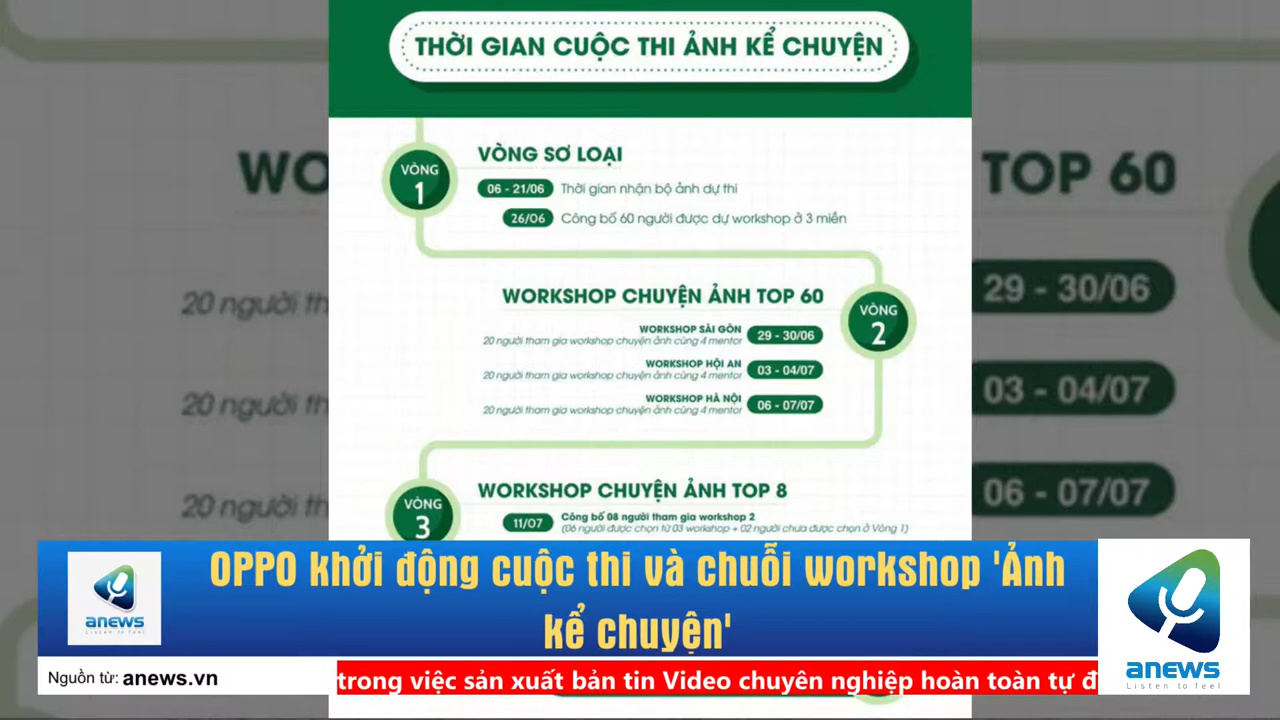 THỜI GIAN CUỘC THI ẢNH KỂ CHUYỆN
VÒNG
1
VÒNG SƠ LOẠI
06 - 21/06 Thời gian nhận bộ ảnh dự thi
26/06 Công bố 60 người được dự workshop ở 3 miền
WO
TOP 60
20 người th
29 - 30/06
20 người th
03 - 04/07
20 người th
06 - 07/07
WORKSHOP CHUYỆN ẢNH TOP 60
VÒNG
2
WORKSHOP SÀI GÒN
20 người tham gia workshop chuyện ảnh cùng 4 mentor
29 - 30/06
WORKSHOP HỘI AN
20 người tham gia workshop chuyện ảnh cùng 4 mentor
03 - 04/07
WORKSHOP HÀ NỘI
20 người tham gia workshop chuyện ảnh cùng 4 mentor
06 - 07/07
VÒNG
3
WORKSHOP CHUYỆN ẢNH TOP 8
11/07 Công bố 08 người tham gia workshop 2
(06 người được chọn từ 03 workshop + 02 người chưa được chọn ở Vòng 1)
OPPO khởi động cuộc thi và chuỗi workshop 'Ảnh
kể chuyện'
anews
Listen to feel
anews
Listen to feel
Nguồn từ: anews.vn
trong việc sản xuất bản tin Video chuyên nghiệp hoàn toàn tự đ